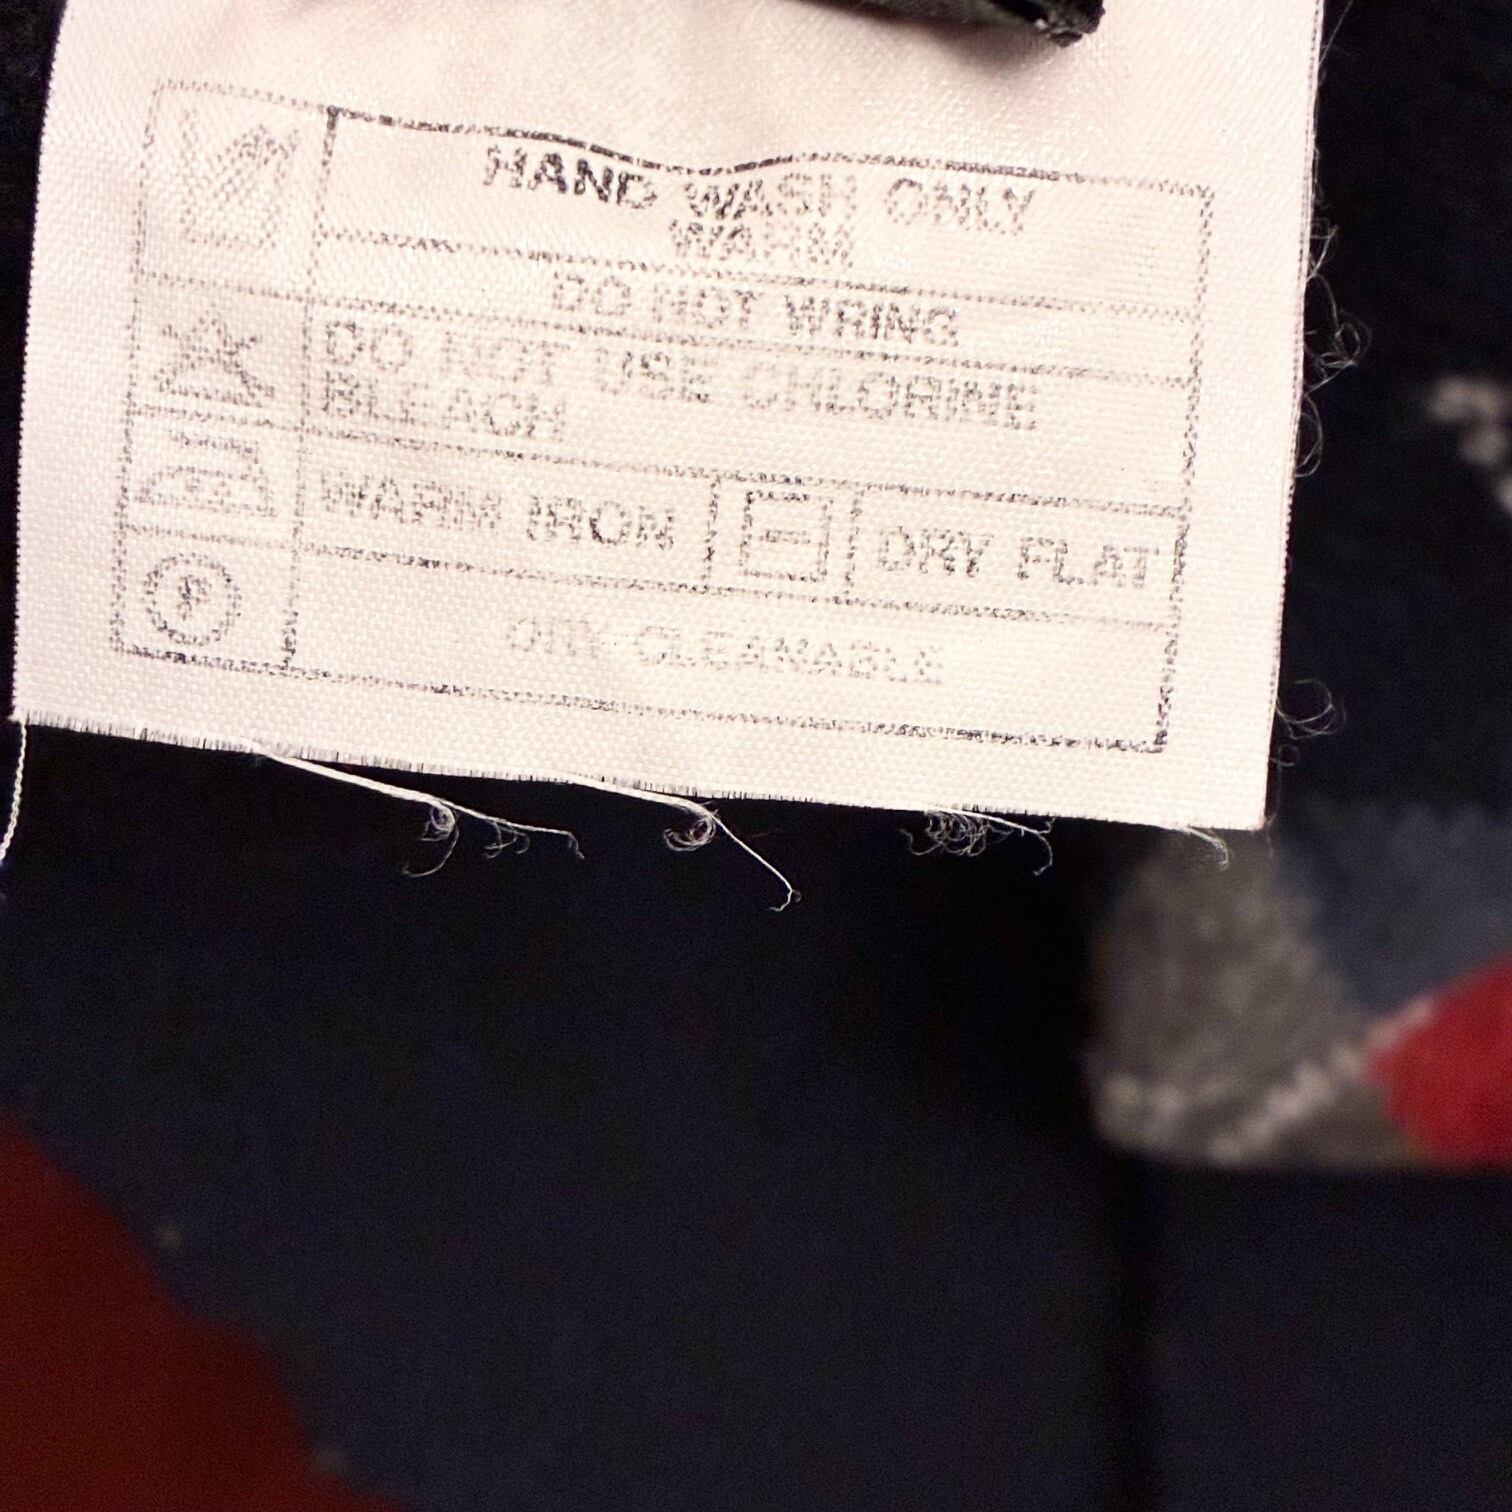 HAND WASH ONLY
WARM
DO NOT WRING
DO NOT USE CHLORINE
BLEACH
WARM IRON
DRY FLAT
DRY-CLEANABLE